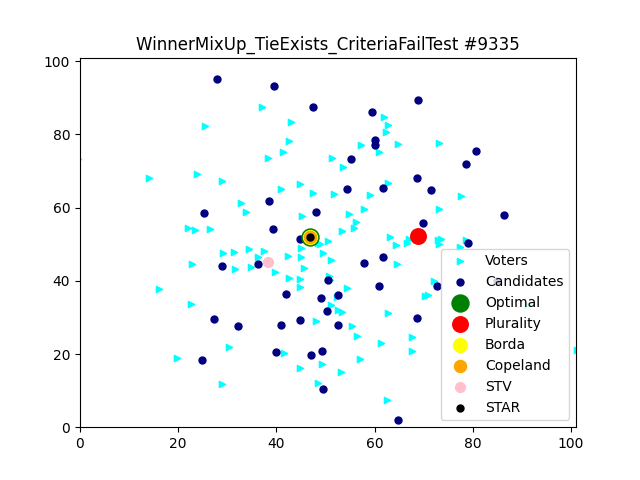 WinnerMixUp_TieExists_CriteriaFailTest #9335
100
80
60
40
20
0
0
20
40
60
80
100
Voters
Candidates
Optimal
Plurality
Borda
Copeland
STV
STAR